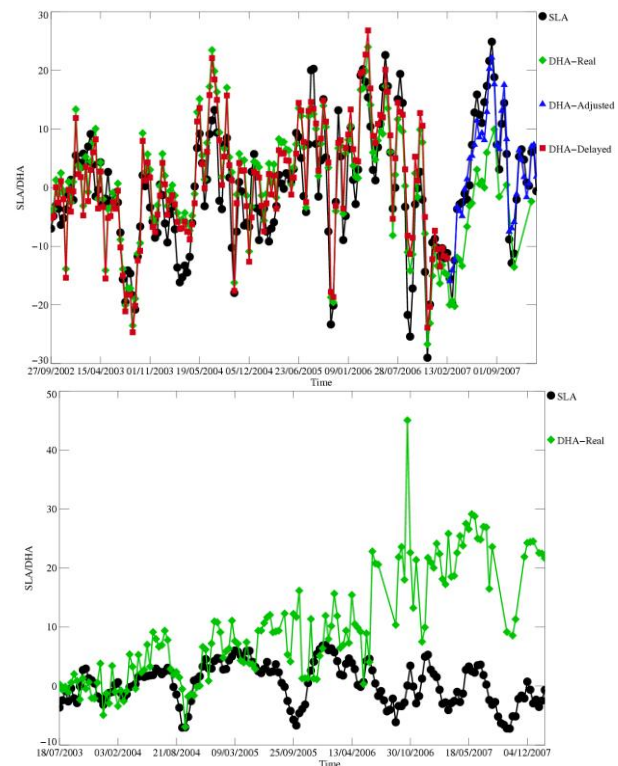 30
20
10
0
−10
−20
−30
SLA/DHA
27/09/2002 15/04/2003 01/11/2003 19/05/2004 05/12/2004 23/06/2005 09/01/2006 28/07/2006 13/02/2007 01/09/2007
Time
SLA
DHA−Real
DHA−Adjusted
DHA−Delayed
50
40
30
20
10
0
−10
SLA/DHA
18/07/2003 03/02/2004 21/08/2004 09/03/2005 25/09/2005 13/04/2006 30/10/2006 18/05/2007 04/12/2007
Time
SLA
DHA−Real